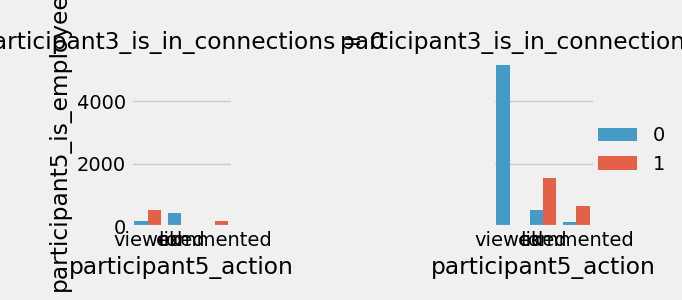 participant3_is_in_connections = 0
participant3_is_in_connection
participant5_is_employee
4000
2000
0
viewed
commented
viewed
commented
participant5_action
participant5_action
0
1